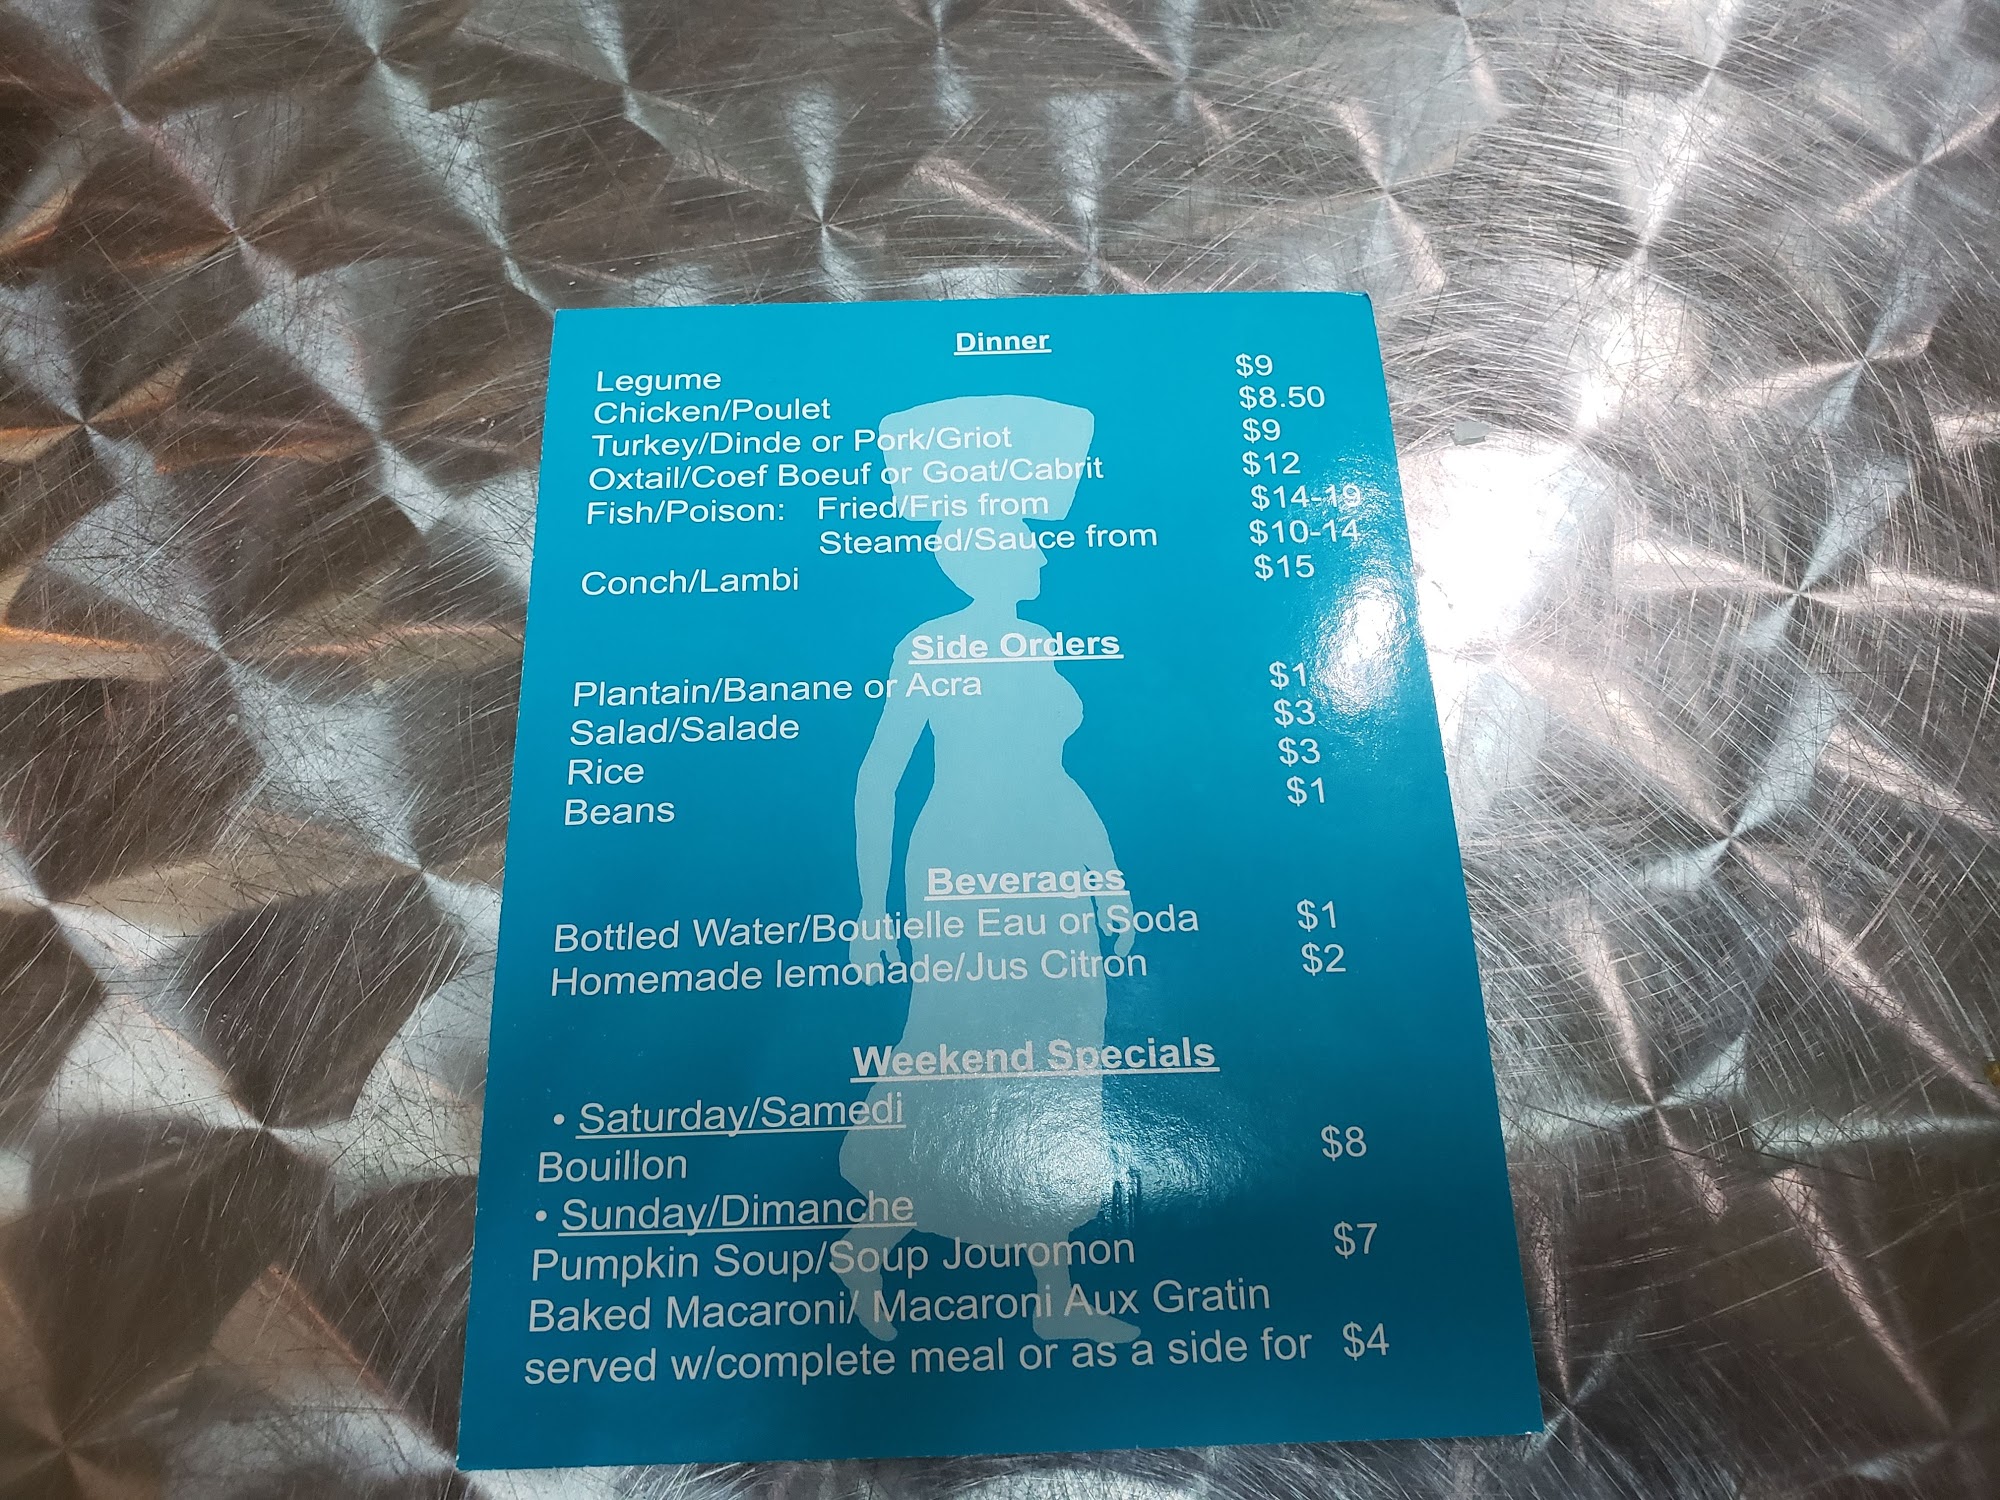 Dinner
Legume $9
Chicken/Poulet $8.50
Turkey/Dinde or Pork/Griot $9
Oxtail/Coef Boeuf or Goat/Cabrit $12
Fish/Poison: Fried/Fris from $14-19
Steamed/Sauce from $10-14
Conch/Lambi $15
Side Orders
Plantain/Banane or Acra $1
Salad/Salade $3
Rice $3
Beans $1
Beverages
Bottled Water/Boutielle Eau or Soda $1
Homemade lemonade/Jus Citron $2
Weekend Specials
• Saturday/Samedi
Bouillon $8
• Sunday/Dimanche
Pumpkin Soup/Soup Jouromon $7
Baked Macaroni/ Macaroni Aux Gratin
served w/complete meal or as a side for $4